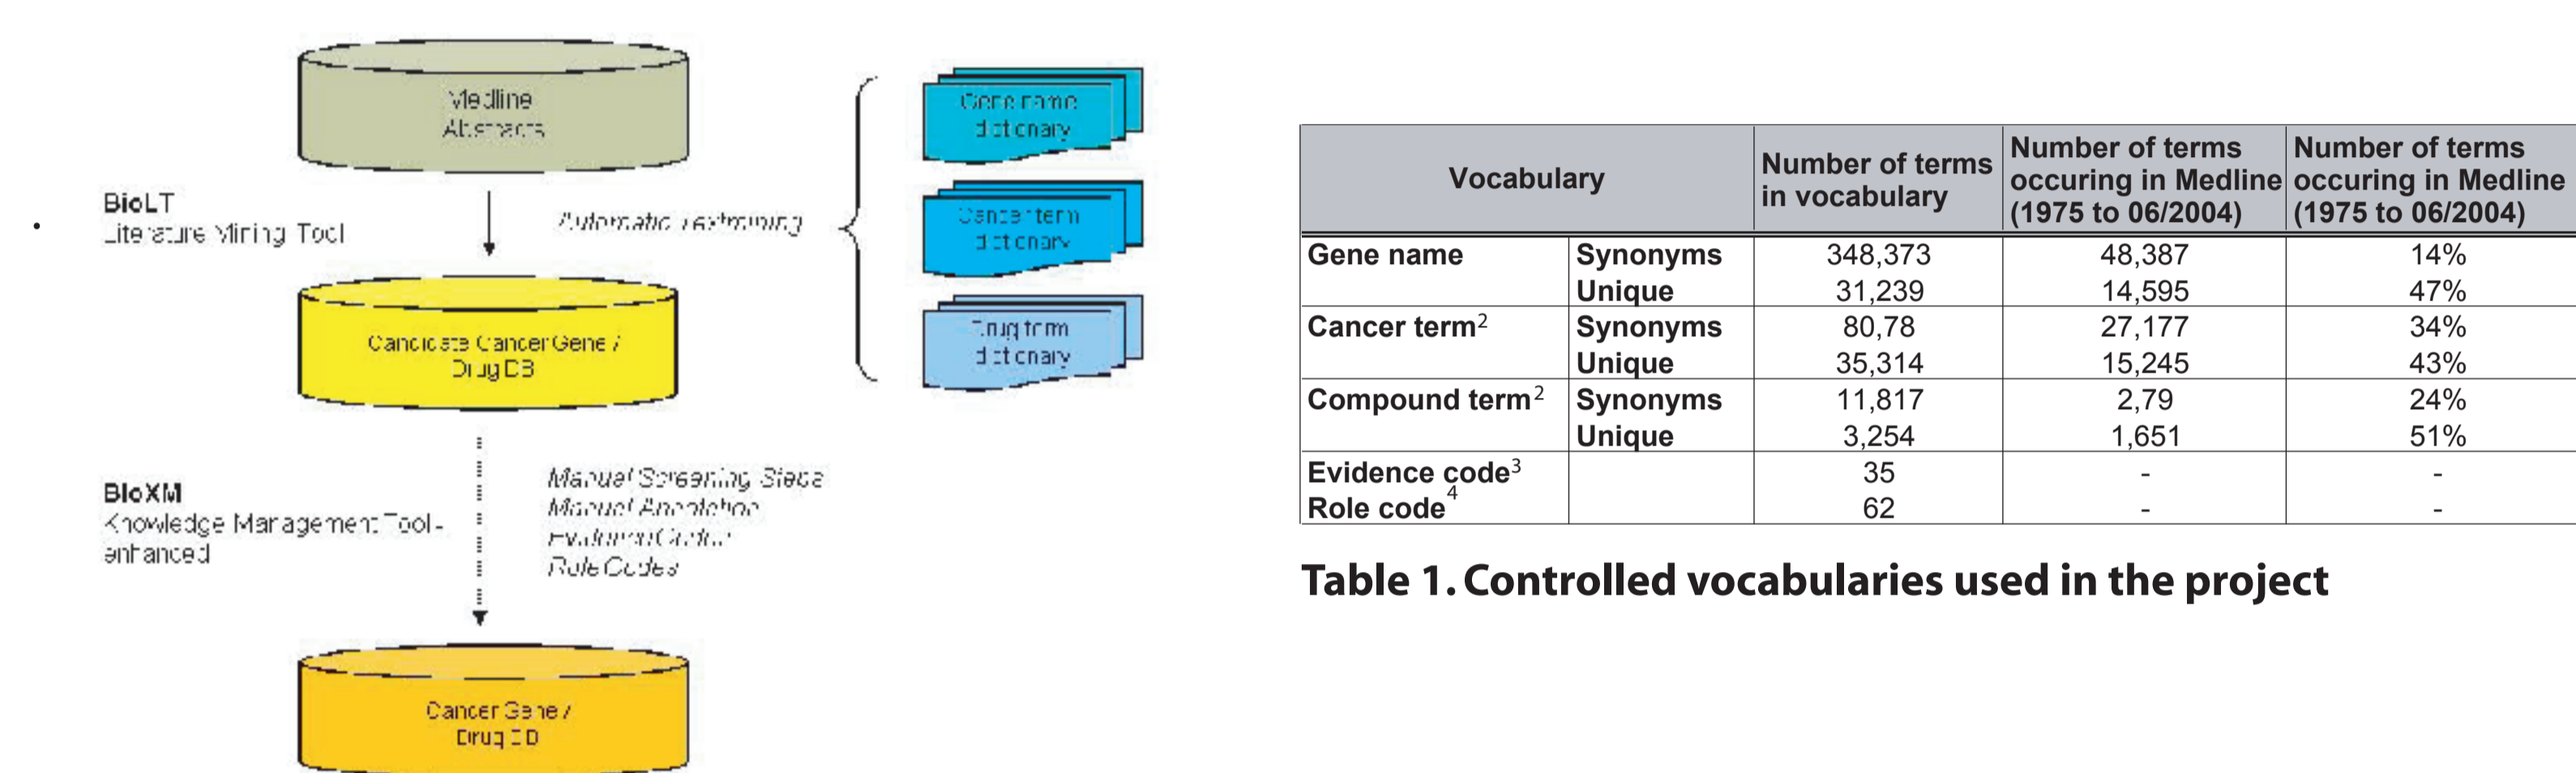 Medline
Abstracts
BioLT
Literature Mining Tool
Automatic Textmining
Gene name
dictionary
Cancer term
dictionary
Drug term
dictionary
Candidate Cancer Gene /
Drug DB
BioXM
Knowledge Management Tool -
enhanced
Manual Screening Steps
Manual Annotation
Evidence Codes
Role Codes
Cancer Gene /
Drug DB
Vocabulary
Number of terms
in vocabulary
Number of terms
occuring in Medline
(1975 to 06/2004)
Number of terms
occuring in Medline
(1975 to 06/2004)
Gene name Synonyms 348,373 48,387 14%
Unique 31,239 14,595 47%
Cancer term2 Synonyms 80,78 27,177 34%
Unique 35,314 15,245 43%
Compound term2 Synonyms 11,817 2,79 24%
Unique 3,254 1,651 51%
Evidence code3 35 - -
Role code4 62 - -
Table 1. Controlled vocabularies used in the project